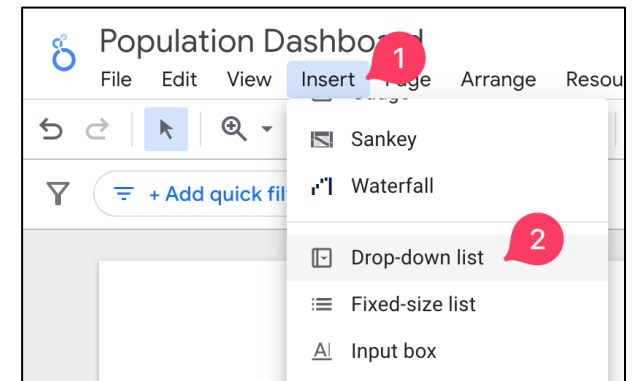 Population Dashboard
1
File Edit View Insert Page Arrange Resou
Gauge
Sankey
+ Add quick fil
Waterfall
2
Drop-down list
Fixed-size list
Input box